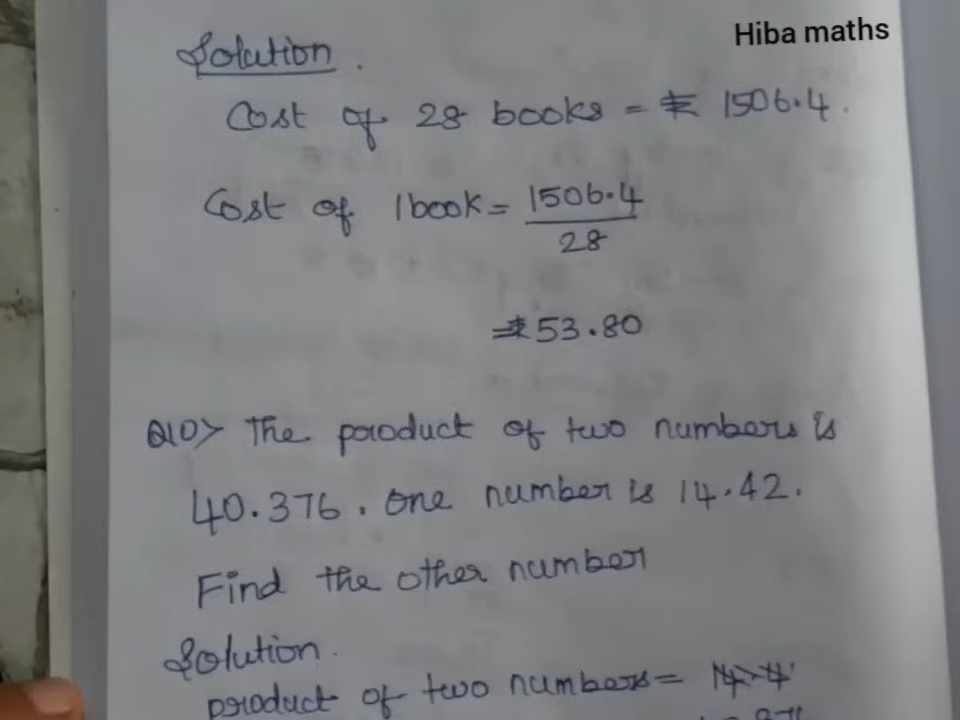 Hiba maths
Solution.
Cost of 28 books = ₹ 1506.4.
Cost of 1book = 1506.4
28
=₹ 53.80
Q10> The product of two numbers is
40.376. One number is 14.42.
Find the other number
Solution.
product of two numbers =